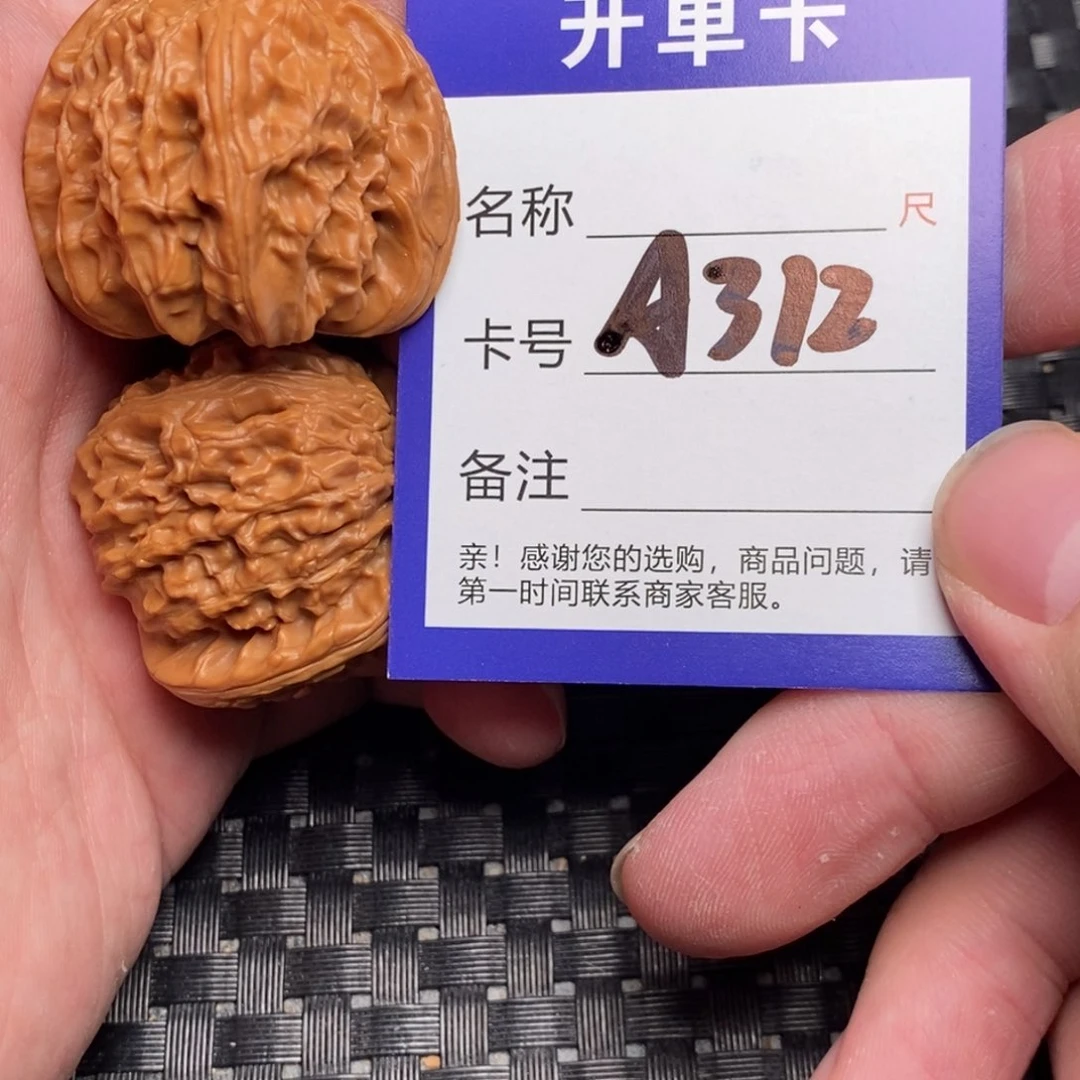 开单卡
名称 尺
卡号 A312
备注
亲！感谢您的选购，商品问题，请
第一时间联系商家客服。